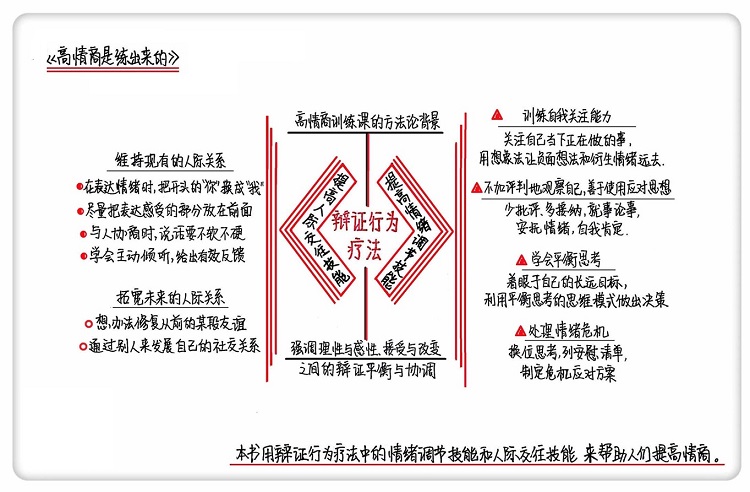 《高情商是练出来的》
高情商训练课的方法论背景
维持现有的人际关系
在表达情绪时,把开头的"你"换成"我"
尽量把表达感受的部分放在前面
与人协商时,说话要不软不硬
学会主动倾听,给出有效反馈
拓宽未来的人际关系
想办法修复从前的某段友谊
通过别人来发展自己的社交关系
提高人际交往技能
辩证行为
疗法
提高情绪调节技能
强调理性与感性、接受与改变
之间的辩证平衡与协调
训练自我关注能力
关注自己当下正在做的事,
用想象法让负面想法和衍生情绪远去.
不加评判地观察自己,善于使用应对思想
少批评、多接纳,就事论事,
安抚情绪,自我肯定.
学会平衡思考
着眼于自己的长远目标,
利用平衡思考的思维模式做出决策
处理情绪危机
换位思考,列安慰清单,
制定危机应对方案
本书用辩证行为疗法中的情绪调节技能和人际交往技能 来帮助人们提高情商。